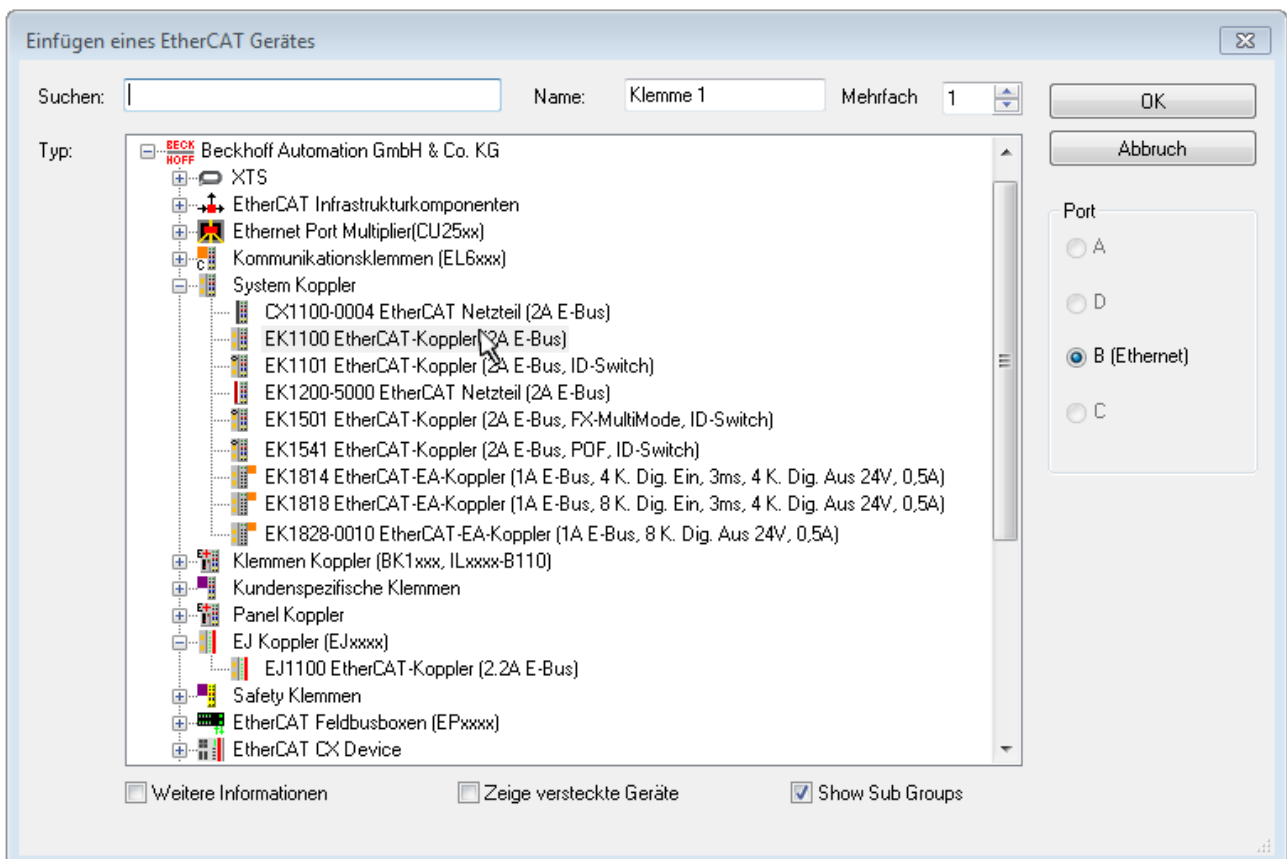 Einfügen eines EtherCAT Gerätes
Suchen: Name: Klemme 1 Mehrfach 1 OK
Typ: BECKHOFF Beckhoff Automation GmbH & Co. KG Abbruch
XTS
EtherCAT Infrastrukturkomponenten
Port
Ethernet Port Multiplier(CU25xx)
A
Kommunikationsklemmen (EL6xxx)
System Koppler
CX1100-0004 EtherCAT Netzteil (2A E-Bus)
D
EK1100 EtherCAT-Koppler (2A E-Bus)
EK1101 EtherCAT-Koppler (2A E-Bus, ID-Switch)
B (Ethernet)
EK1200-5000 EtherCAT Netzteil (2A E-Bus)
EK1501 EtherCAT-Koppler (2A E-Bus, FX-MultiMode, ID-Switch)
C
EK1541 EtherCAT-Koppler (2A E-Bus, POF, ID-Switch)
EK1814 EtherCAT-EA-Koppler (1A E-Bus, 4 K. Dig. Ein, 3ms, 4 K. Dig. Aus 24V, 0,5A)
EK1818 EtherCAT-EA-Koppler (1A E-Bus, 8 K. Dig. Ein, 3ms, 4 K. Dig. Aus 24V, 0,5A)
EK1828-0010 EtherCAT-EA-Koppler (1A E-Bus, 8 K. Dig. Aus 24V, 0,5A)
Klemmen Koppler (BK1xxx, ILxxxx-B110)
Kundenspezifische Klemmen
Panel Koppler
EJ Koppler (EJxxxx)
EJ1100 EtherCAT-Koppler (2.2A E-Bus)
Safety Klemmen
EtherCAT Feldbusboxen (EPxxxx)
EtherCAT CX Device
Weitere Informationen Zeige versteckte Geräte Show Sub Groups